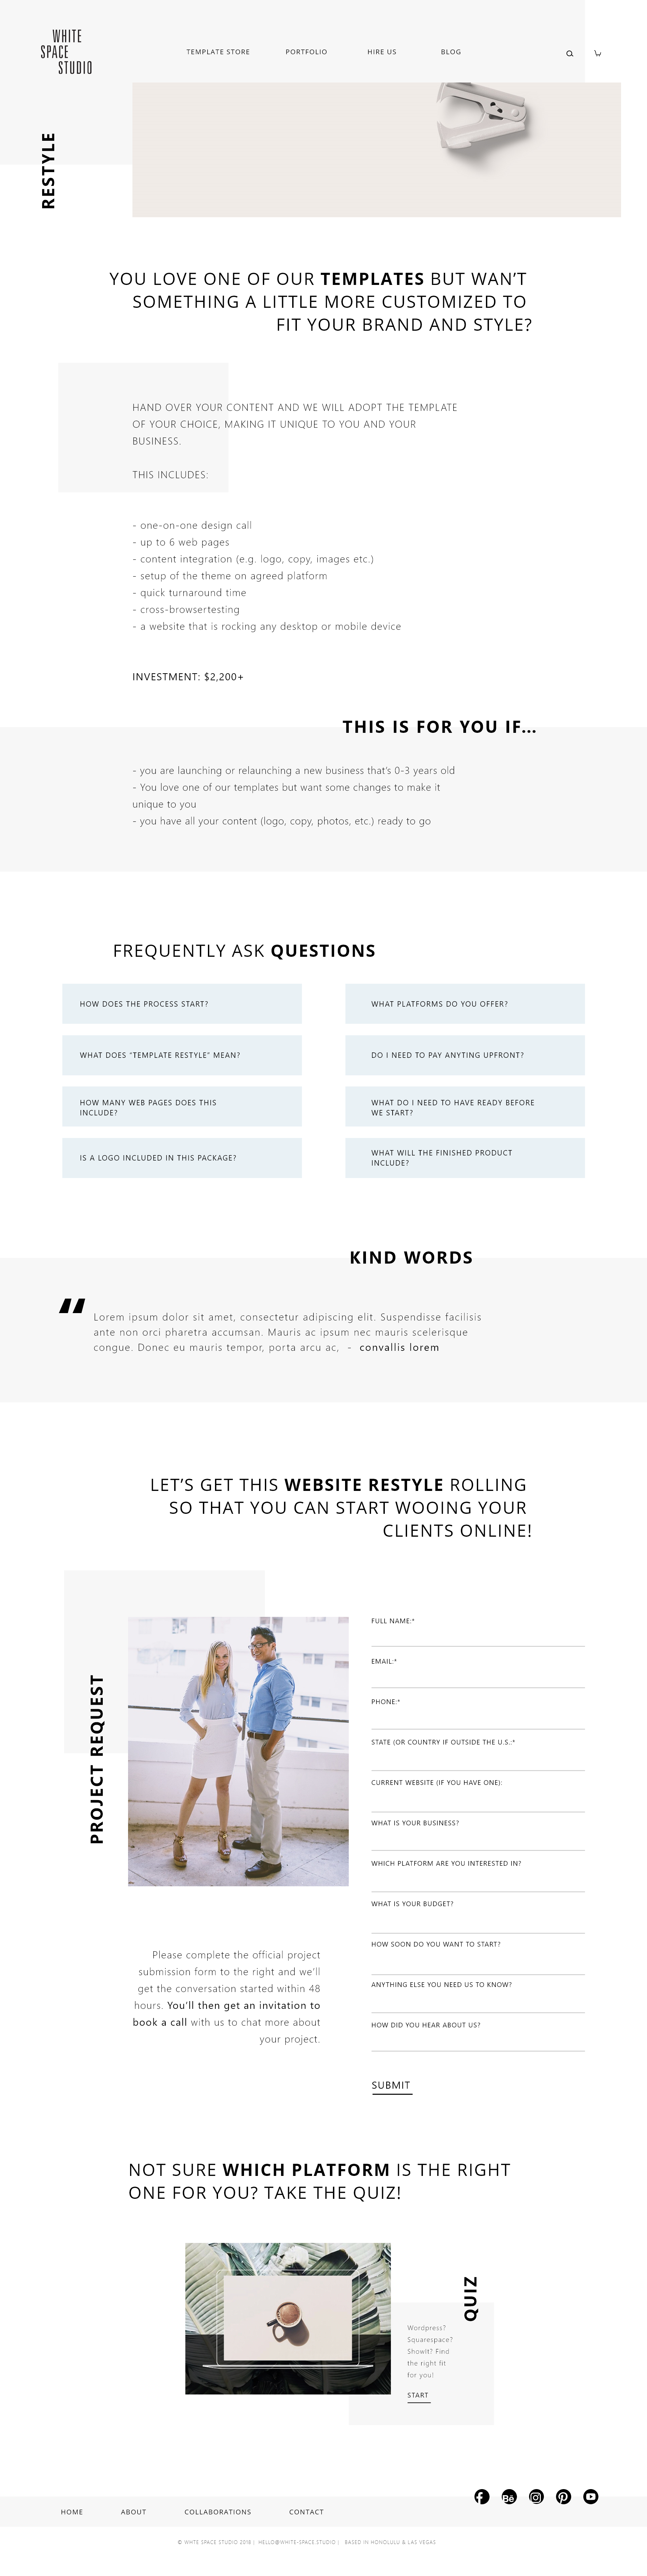 WHITE
SPACE
STUDIO
TEMPLATE STORE
PORTFOLIO
HIRE US
BLOG
RESTYLE
YOU LOVE ONE OF OUR TEMPLATES BUT WAN'T
SOMETHING A LITTLE MORE CUSTOMIZED TO
FIT YOUR BRAND AND STYLE?
HAND OVER YOUR CONTENT AND WE WILL ADOPT THE TEMPLATE
OF YOUR CHOICE, MAKING IT UNIQUE TO YOU AND YOUR
BUSINESS.
THIS INCLUDES:
- one-on-one design call
- up to 6 web pages
- content integration (e.g. logo, copy, images etc.)
- setup of the theme on agreed platform
- quick turnaround time
- cross-browsertesting
- a website that is rocking any desktop or mobile device
INVESTMENT: $2,200+
THIS IS FOR YOU IF...
- you are launching or relaunching a new business that's 0-3 years old
- You love one of our templates but want some changes to make it
unique to you
- you have all your content (logo, copy, photos, etc.) ready to go
FREQUENTLY ASK QUESTIONS
HOW DOES THE PROCESS START?
WHAT PLATFORMS DO YOU OFFER?
WHAT DOES "TEMPLATE RESTYLE" MEAN?
DO I NEED TO PAY ANYTING UPFRONT?
HOW MANY WEB PAGES DOES THIS
INCLUDE?
WHAT DO I NEED TO HAVE READY BEFORE
WE START?
IS A LOGO INCLUDED IN THIS PACKAGE?
WHAT WILL THE FINISHED PRODUCT
INCLUDE?
KIND WORDS
Lorem ipsum dolor sit amet, consectetur adipiscing elit. Suspendisse facilisis
ante non orci pharetra accumsan. Mauris ac ipsum nec mauris scelerisque
congue. Donec eu mauris tempor, porta arcu ac, - convallis lorem
LET'S GET THIS WEBSITE RESTYLE ROLLING
SO THAT YOU CAN START WOOING YOUR
CLIENTS ONLINE!
PROJECT REQUEST
FULL NAME:*
EMAIL:*
PHONE:*
STATE (OR COUNTRY IF OUTSIDE THE U.S.:*
CURRENT WEBSITE (IF YOU HAVE ONE):
WHAT IS YOUR BUSINESS?
WHICH PLATFORM ARE YOU INTERESTED IN?
WHAT IS YOUR BUDGET?
HOW SOON DO YOU WANT TO START?
ANYTHING ELSE YOU NEED US TO KNOW?
HOW DID YOU HEAR ABOUT US?
SUBMIT
Please complete the official project
submission form to the right and we'll
get the conversation started within 48
hours. You'll then get an invitation to
book a call with us to chat more about
your project.
NOT SURE WHICH PLATFORM IS THE RIGHT
ONE FOR YOU? TAKE THE QUIZ!
QUIZ
Wordpress?
Squarespace?
Showit? Find
the right fit
for you!
START
Bē
HOME
ABOUT
COLLABORATIONS
CONTACT
© WHTE SPACE STUDIO 2018 | HELLO@WHITE-SPACE.STUDIO | BASED IN HONOLULU & LAS VEGAS